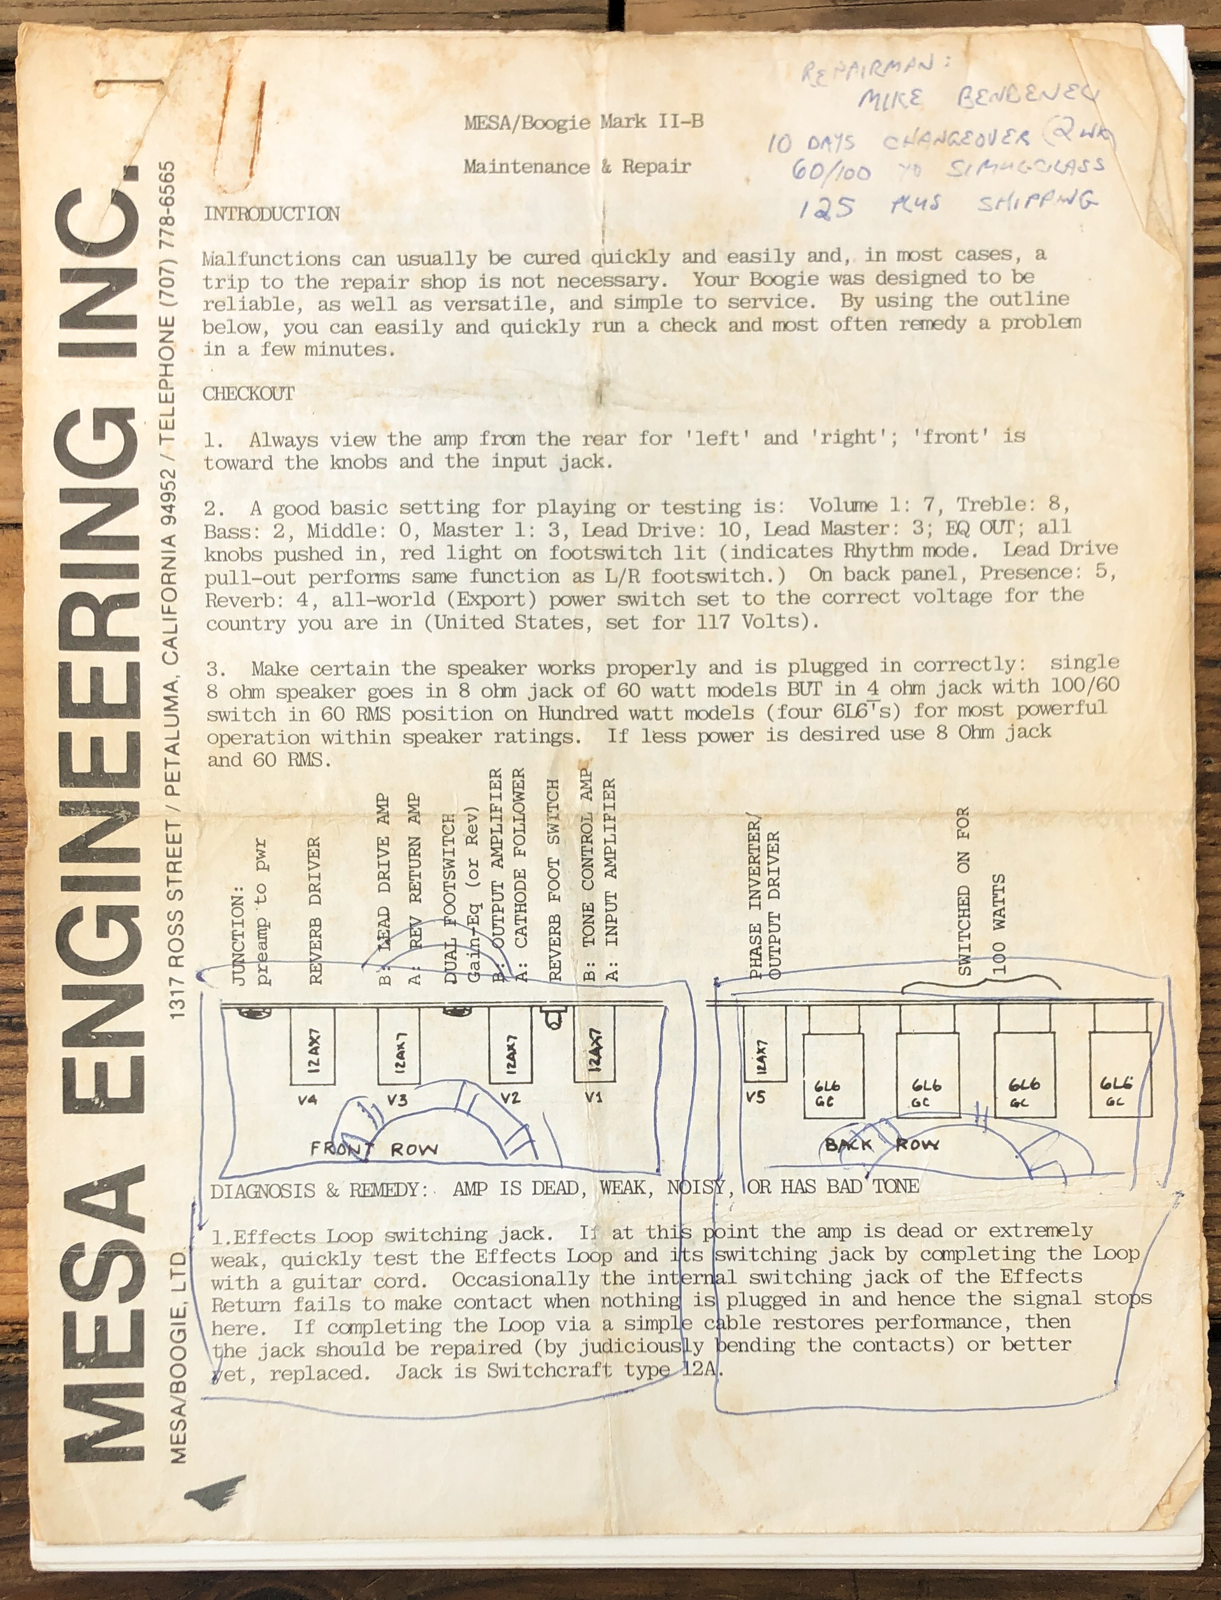 MESA ENGINEERING INC.
MESA/BOOGIE, LTD. 1317 ROSS STREET / PETALUMA, CALIFORNIA 94952 / TELEPHONE (707) 778-6565
REPAIRMAN:
MIKE
10 DAYS CHANGEOVER (2 WK)
60/100 TO SIMULCLASS
125 PLUS SHIPPING
MESA/Boogie Mark II-B
Maintenance & Repair
INTRODUCTION
Malfunctions can usually be cured quickly and easily and, in most cases, a
trip to the repair shop is not necessary. Your Boogie was designed to be
reliable, as well as versatile, and simple to service. By using the outline
below, you can easily and quickly run a check and most often remedy a problem
in a few minutes.
CHECKOUT
1. Always view the amp from the rear for 'left' and 'right'; 'front' is
toward the knobs and the input jack.
2. A good basic setting for playing or testing is: Volume 1: 7, Treble: 8,
Bass: 2, Middle: 0, Master 1: 3, Lead Drive: 10, Lead Master: 3; EQ OUT; all
knobs pushed in, red light on footswitch lit (indicates Rhythm mode. Lead Drive
pull-out performs same function as L/R footswitch.) On back panel, Presence: 5,
Reverb: 4, all-world (Export) power switch set to the correct voltage for the
country you are in (United States, set for 117 Volts).
3. Make certain the speaker works properly and is plugged in correctly: single
8 ohm speaker goes in 8 ohm jack of 60 watt models BUT in 4 ohm jack with 100/60
switch in 60 RMS position on Hundred watt models (four 6L6's) for most powerful
operation within speaker ratings. If less power is desired use 8 Ohm jack
and 60 RMS.
JUNCTION:
preamp to pwr
REVERB DRIVER
B: LEAD DRIVE AMP
A: REV RETURN AMP
DUAL FOOTSWITCH
Gain-Eq (or Rev)
B: OUTPUT AMPLIFIER
A: CATHODE FOLLOWER
REVERB FOOT SWITCH
B: TONE CONTROL AMP
A: INPUT AMPLIFIER
PHASE INVERTER/
OUTPUT DRIVER
SWITCHED ON FOR
100 WATTS
12AX7 12AX7 12AX7 12AX7 12AX7 6L6 GC 6L6 GC 6L6 GC 6L6 GC
V4 V3 V2 V1 V5
FRONT ROW BACK ROW
DIAGNOSIS & REMEDY: AMP IS DEAD, WEAK, NOISY, OR HAS BAD TONE
1.Effects Loop switching jack. If at this point the amp is dead or extremely
weak, quickly test the Effects Loop and its switching jack by completing the Loop
with a guitar cord. Occasionally the internal switching jack of the Effects
Return fails to make contact when nothing is plugged in and hence the signal stops
here. If completing the Loop via a simple cable restores performance, then
the jack should be repaired (by judiciously bending the contacts) or better
yet, replaced. Jack is Switchcraft type 12A.